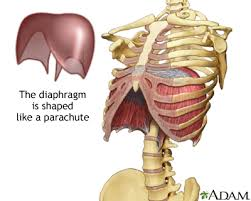 The diaphragm
is shaped
like a parachute
ADAM.